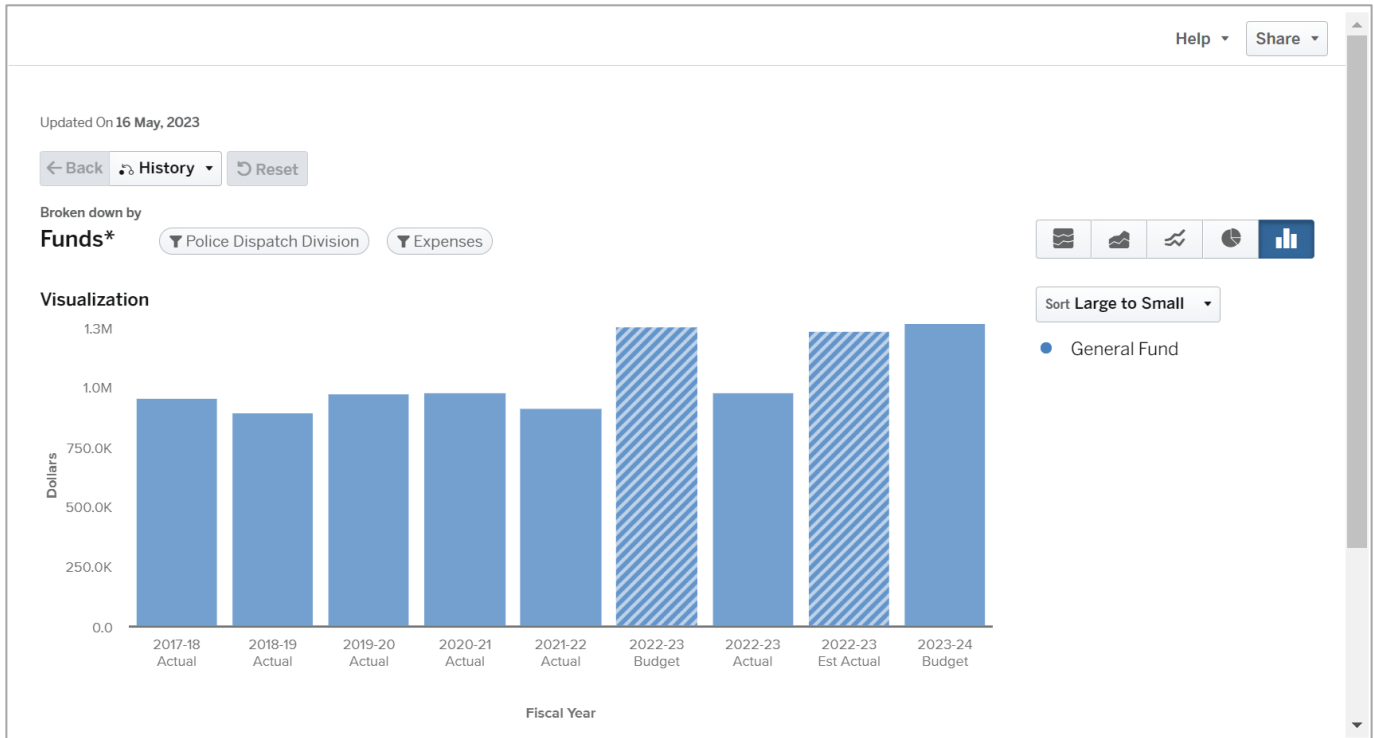 Help
Share
Updated On 16 May, 2023
Back
History
Reset
Broken down by
Funds*
Police Dispatch Division
Expenses
Visualization
Sort Large to Small
General Fund
1.3M
1.0M
750.0K
500.0K
250.0K
0.0
Dollars
2017-18
Actual
2018-19
Actual
2019-20
Actual
2020-21
Actual
2021-22
Actual
2022-23
Budget
2022-23
Actual
2022-23
Est Actual
2023-24
Budget
Fiscal Year